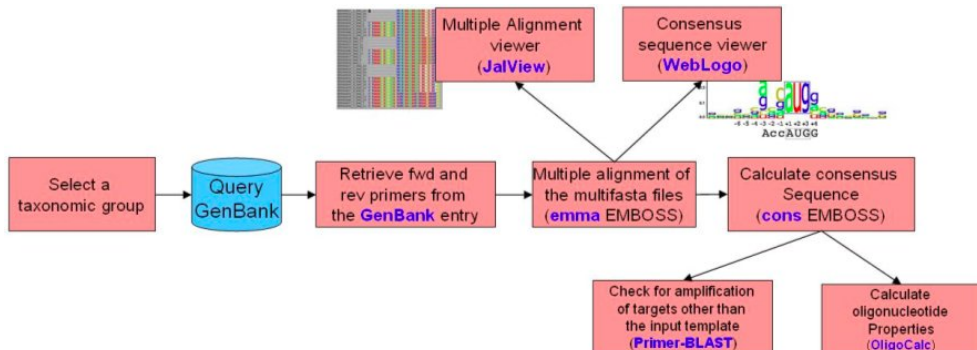 Multiple Alignment
viewer
(JalView)
Consensus
sequence viewer
(WebLogo)
AccAUGG
Select a
taxonomic group
Query
GenBank
Retrieve fwd and
rev primers from
the GenBank entry
Multiple alignment of
the multifasta files
(emma EMBOSS)
Calculate consensus
Sequence
(cons EMBOSS)
Check for amplification
of targets other than
the input template
(Primer-BLAST)
Calculate
oligonucleotide
Properties
(OligoCalc)